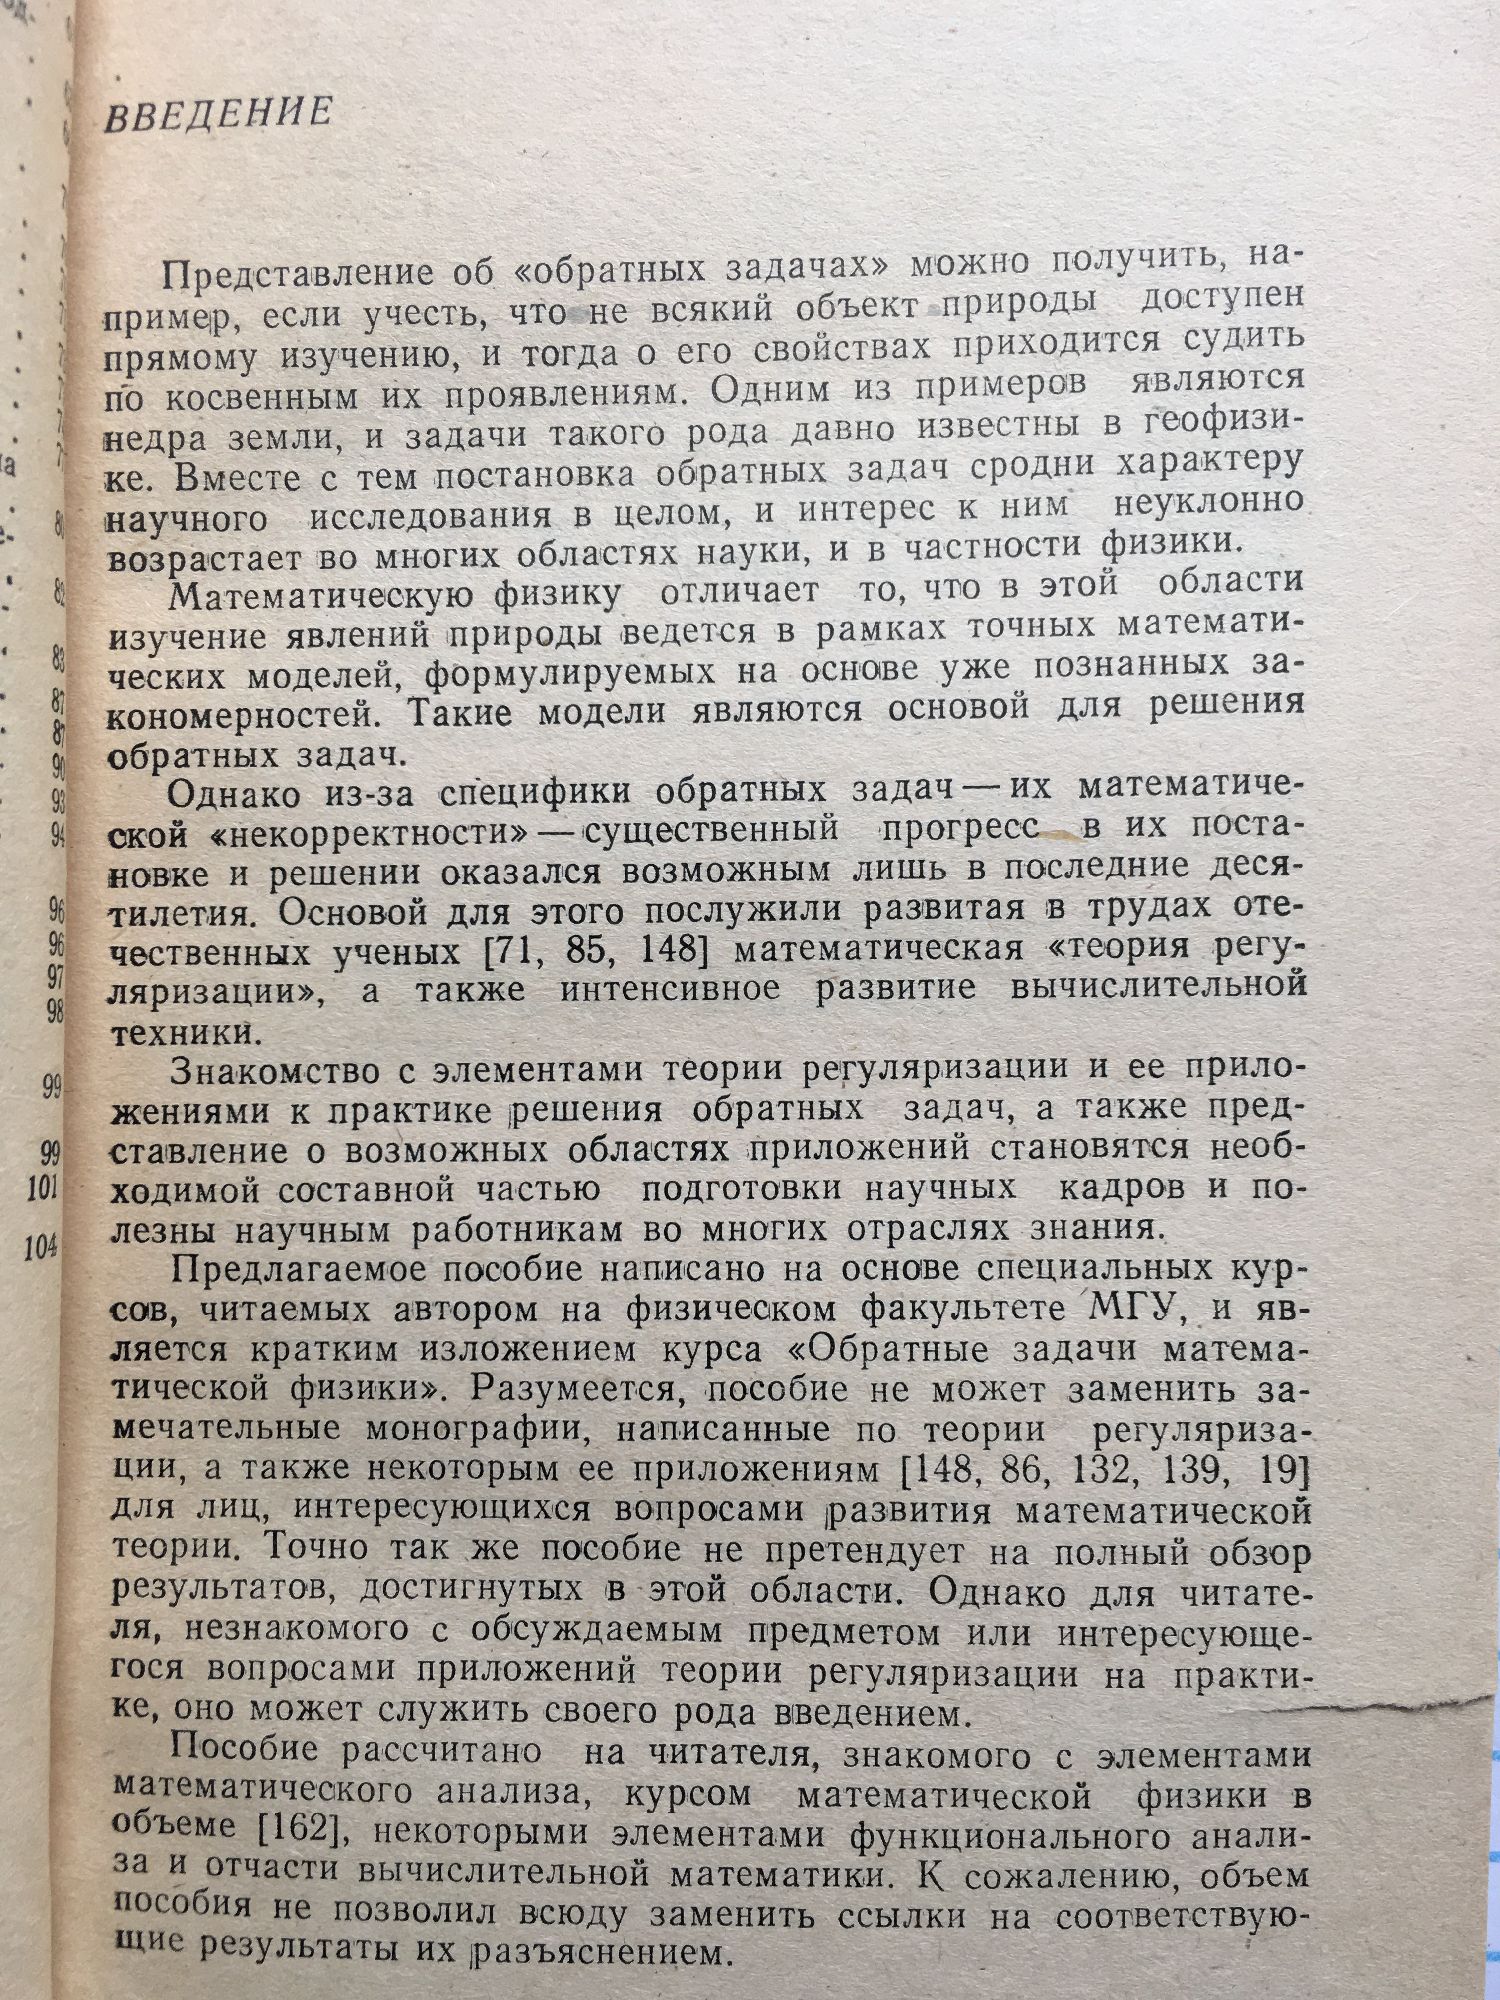 ВВЕДЕНИЕ
Представление об «обратных задачах» можно получить, на-
пример, если учесть, что не всякий объект природы доступен
прямому изучению, и тогда о его свойствах приходится судить
по косвенным их проявлениям. Одним из примеров являются
недра земли, и задачи такого рода давно известны в геофизи-
ке. Вместе с тем постановка обратных задач сродни характеру
научного исследования в целом, и интерес к ним неуклонно
возрастает во многих областях науки, и в частности физики.
Математическую физику отличает то, что в этой области
изучение явлений природы ведется в рамках точных математи-
ческих моделей, формулируемых на основе уже познанных за-
кономерностей. Такие модели являются основой для решения
обратных задач.
Однако из-за специфики обратных задач — их математиче-
ской «некорректности» — существенный прогресс в их поста-
новке и решении оказался возможным лишь в последние деся-
тилетия. Основой для этого послужили развитая в трудах оте-
чественных ученых [71, 85, 148] математическая «теория регу-
ляризации», а также интенсивное развитие вычислительной
техники.
Знакомство с элементами теории регуляризации и ее прило-
жениями к практике решения обратных задач, а также пред-
ставление о возможных областях приложений становятся необ-
ходимой составной частью подготовки научных кадров и по-
лезны научным работникам во многих отраслях знания.
Предлагаемое пособие написано на основе специальных кур-
сов, читаемых автором на физическом факультете МГУ, и яв-
ляется кратким изложением курса «Обратные задачи матема-
тической физики». Разумеется, пособие не может заменить за-
мечательные монографии, написанные по теории регуляриза-
ции, а также некоторым ее приложениям [148, 86, 132, 139, 19]
для лиц, интересующихся вопросами развития математической
теории. Точно так же пособие не претендует на полный обзор
результатов, достигнутых в этой области. Однако для читате-
ля, незнакомого с обсуждаемым предметом или интересующе-
гося вопросами приложений теории регуляризации на практи-
ке, оно может служить своего рода введением.
Пособие рассчитано на читателя, знакомого с элементами
математического анализа, курсом математической физики в
объеме [162], некоторыми элементами функционального анали-
за и отчасти вычислительной математики. К сожалению, объем
пособия не позволил всюду заменить ссылки на соответствую-
щие результаты их разъяснением.
82
83
87
87
90
93
94
96
96
97
98
99
99
101
104